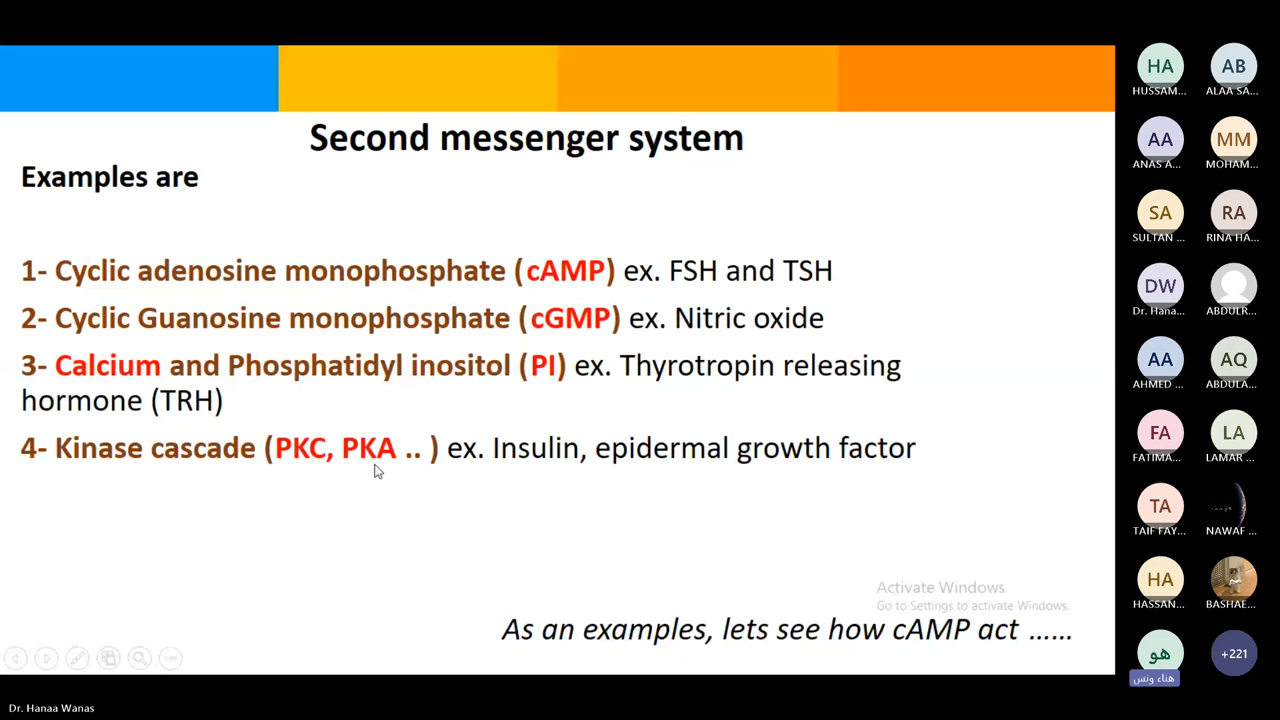 Second messenger system
Examples are
1- Cyclic adenosine monophosphate (cAMP) ex. FSH and TSH
2- Cyclic Guanosine monophosphate (cGMP) ex. Nitric oxide
3- Calcium and Phosphatidyl inositol (PI) ex. Thyrotropin releasing
hormone (TRH)
4- Kinase cascade (PKC, PKA .. ) ex. Insulin, epidermal growth factor
Activate Windows
Go to Settings to activate Windows.
As an examples, lets see how cAMP act ......
Dr. Hanaa Wanas
HA
HUSSAM...
AB
ALAA SA...
AA
ANAS A...
MM
MOHAM...
SA
SULTAN ...
RA
RINA HA...
DW
Dr. Hana...
ABDULR...
AA
AHMED ...
AQ
ABDULA...
FA
FATIMA...
LA
LAMAR ...
TA
TAIF FAY...
NAWAF ...
HA
HASSAN...
BASHAE...
هو
هناء ونس
+221